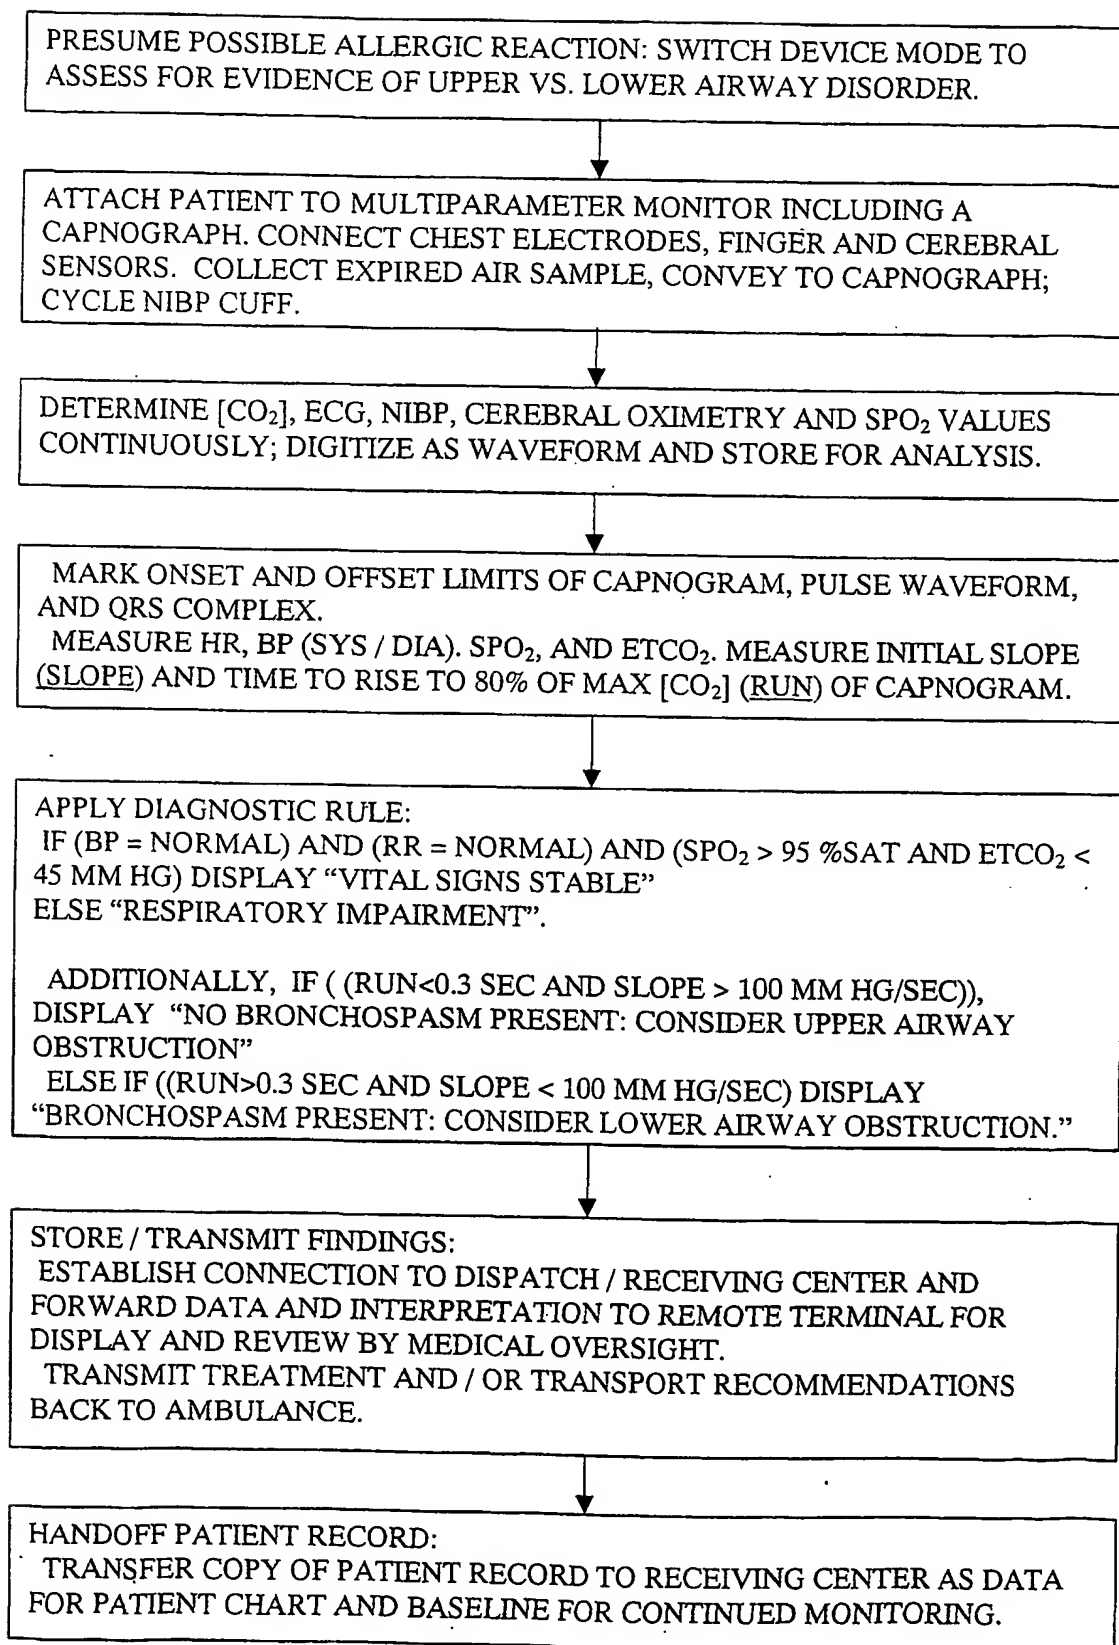 PRESUME POSSIBLE ALLERGIC REACTION: SWITCH DEVICE MODE TO
ASSESS FOR EVIDENCE OF UPPER VS. LOWER AIRWAY DISORDER.
ATTACH PATIENT TO MULTIPARAMETER MONITOR INCLUDING A
CAPNOGRAPH. CONNECT CHEST ELECTRODES, FINGER AND CEREBRAL
SENSORS. COLLECT EXPIRED AIR SAMPLE, CONVEY TO CAPNOGRAPH;
CYCLE NIBP CUFF.
DETERMINE [CO₂], ECG, NIBP, CEREBRAL OXIMETRY AND SPO₂ VALUES
CONTINUOUSLY; DIGITIZE AS WAVEFORM AND STORE FOR ANALYSIS.
MARK ONSET AND OFFSET LIMITS OF CAPNOGRAM, PULSE WAVEFORM,
AND QRS COMPLEX.
MEASURE HR, BP (SYS / DIA). SPO₂, AND ETCO₂. MEASURE INITIAL SLOPE
(SLOPE) AND TIME TO RISE TO 80% OF MAX [CO₂] (RUN) OF CAPNOGRAM.
APPLY DIAGNOSTIC RULE:
IF (BP = NORMAL) AND (RR = NORMAL) AND (SPO₂ > 95 %SAT AND ETCO₂ <
45 MM HG) DISPLAY “VITAL SIGNS STABLE”
ELSE “RESPIRATORY IMPAIRMENT”.
ADDITIONALLY, IF ( (RUN<0.3 SEC AND SLOPE > 100 MM HG/SEC)),
DISPLAY “NO BRONCHOSPASM PRESENT: CONSIDER UPPER AIRWAY
OBSTRUCTION”
ELSE IF ((RUN>0.3 SEC AND SLOPE < 100 MM HG/SEC) DISPLAY
“BRONCHOSPASM PRESENT: CONSIDER LOWER AIRWAY OBSTRUCTION.”
STORE / TRANSMIT FINDINGS:
ESTABLISH CONNECTION TO DISPATCH / RECEIVING CENTER AND
FORWARD DATA AND INTERPRETATION TO REMOTE TERMINAL FOR
DISPLAY AND REVIEW BY MEDICAL OVERSIGHT.
TRANSMIT TREATMENT AND / OR TRANSPORT RECOMMENDATIONS
BACK TO AMBULANCE.
HANDOFF PATIENT RECORD:
TRANSFER COPY OF PATIENT RECORD TO RECEIVING CENTER AS DATA
FOR PATIENT CHART AND BASELINE FOR CONTINUED MONITORING.